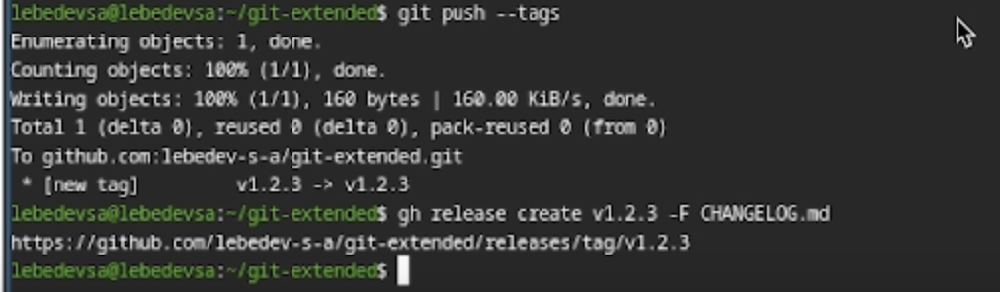 lebedevsa@lebedevsa:~/git-extended$ git push --tags
Enumerating objects: 1, done.
Counting objects: 100% (1/1), done.
Writing objects: 100% (1/1), 160 bytes | 160.00 KiB/s, done.
Total 1 (delta 0), reused 0 (delta 0), pack-reused 0 (from 0)
To github.com:lebedev-s-a/git-extended.git
 * [new tag]         v1.2.3 -> v1.2.3
lebedevsa@lebedevsa:~/git-extended$ gh release create v1.2.3 -F CHANGELOG.md
https://github.com/lebedev-s-a/git-extended/releases/tag/v1.2.3
lebedevsa@lebedevsa:~/git-extended$